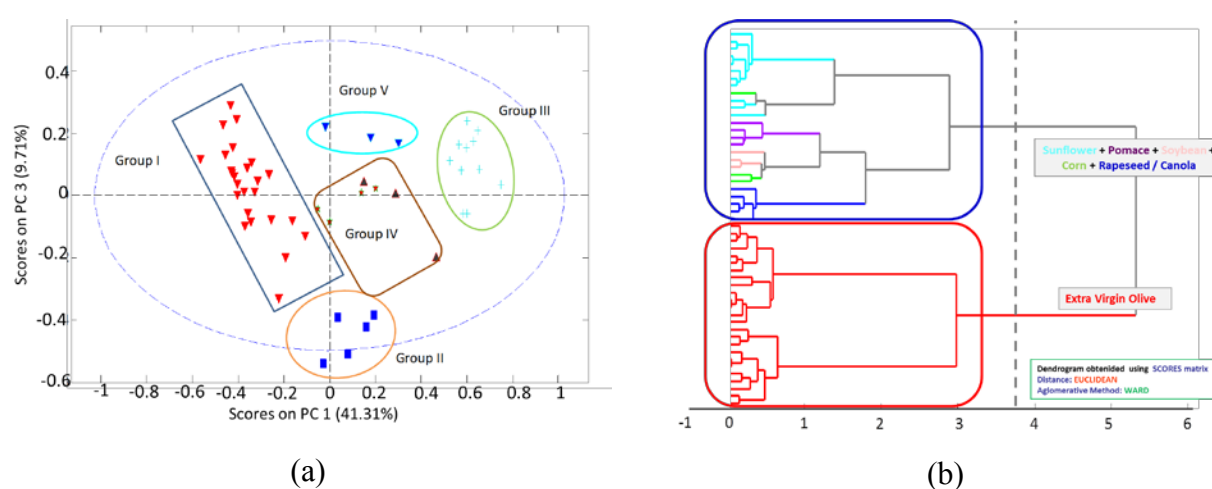 0.4
0.2
0
-0.2
-0.4
-0.6
Scores on PC 3 (9.71%)
Group I
Group V
Group III
Group IV
Group II
-1 -0.8 -0.6 -0.4 -0.2 0 0.2 0.4 0.6 0.8 1
Scores on PC 1 (41.31%)
(a)
Sunflower + Pomace + Soybean +
Corn + Rapeseed / Canola
Extra Virgin Olive
Dendrogram obtenided using SCORES matrix
Distance: EUCLIDEAN
Aglomerative Method: WARD
-1 0 1 2 3 4 5 6
(b)